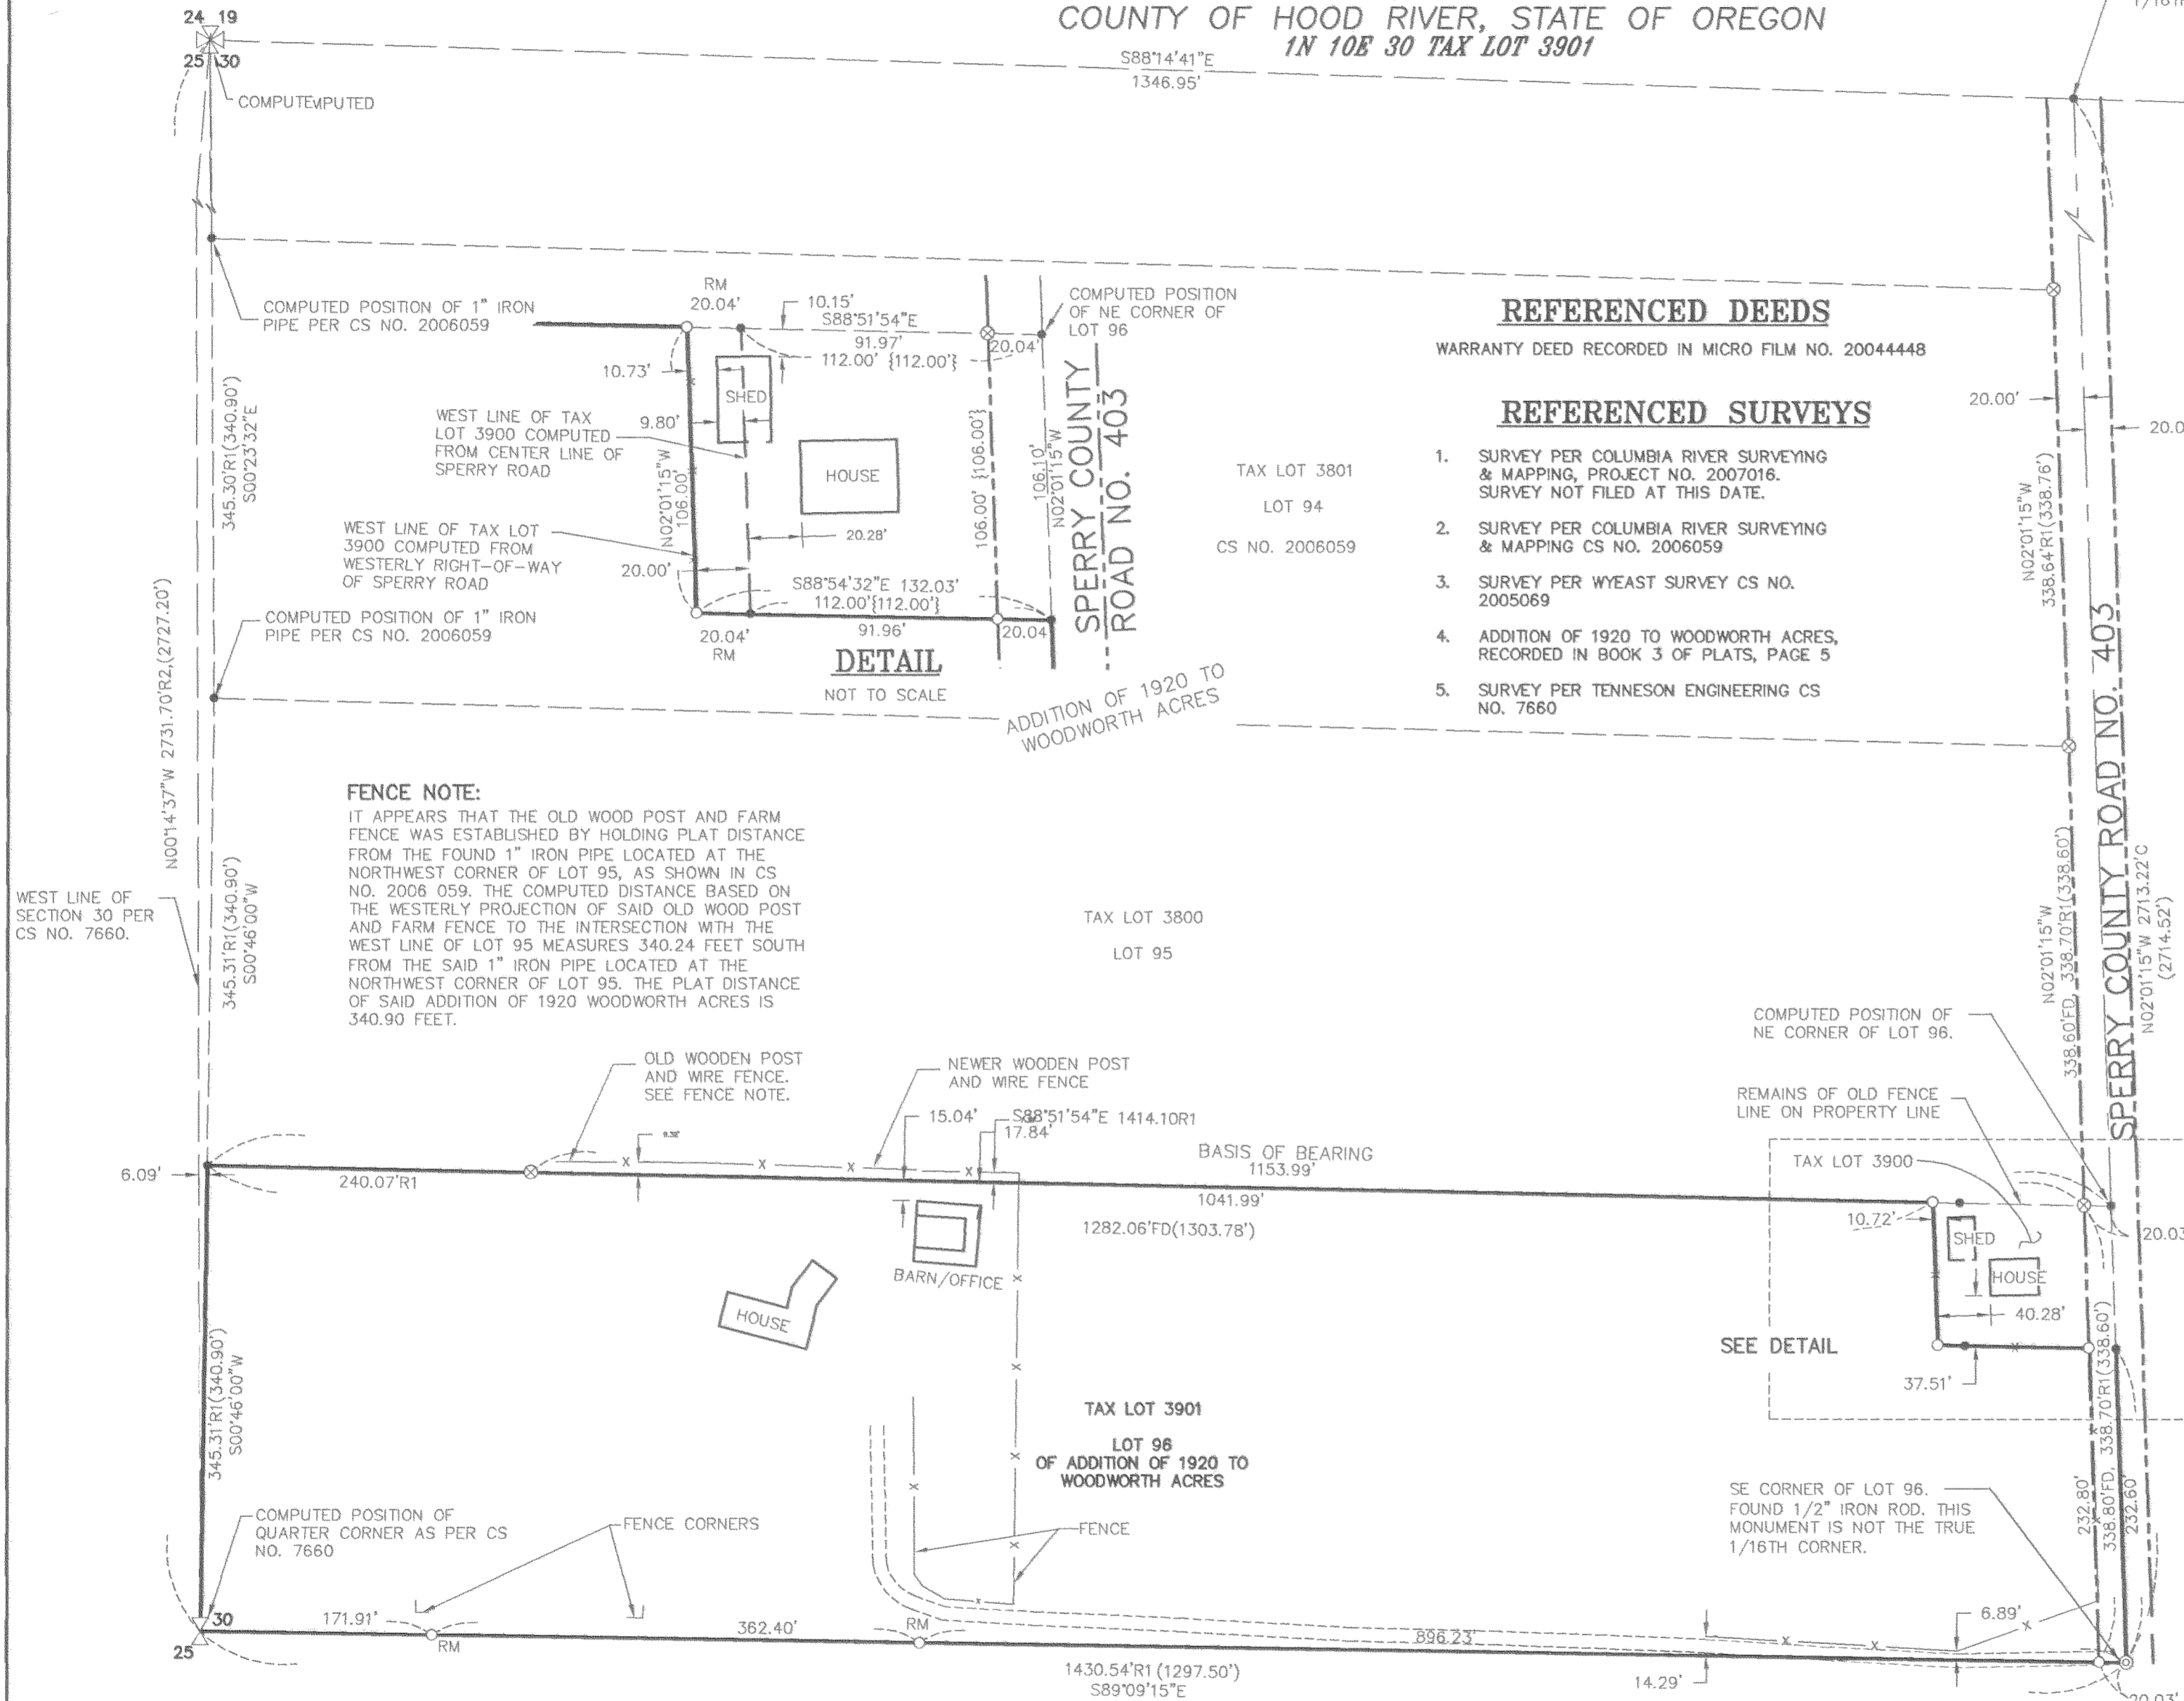 COUNTY OF HOOD RIVER, STATE OF OREGON
1N 10E 30 TAX LOT 3901
24 19
25 30
S88°14'41"E
1346.95'
1/16TH
COMPUTED POSITION OF 1" IRON
PIPE PER CS NO. 2006059
345.30'R1(340.90')
S00°23'32"E
RM
20.04'
10.15'
S88°51'54"E
91.97'
20.04'
112.00' {112.00'}
COMPUTED POSITION
OF NE CORNER OF
LOT 96
10.73'
SHED
9.80'
WEST LINE OF TAX
LOT 3900 COMPUTED
FROM CENTER LINE OF
SPERRY ROAD
HOUSE
N02°01'15"W
106.00'
106.00' {106.00'}
106.10'
N02°01'15"W
SPERRY COUNTY
ROAD NO. 403
WEST LINE OF TAX LOT
3900 COMPUTED FROM
WESTERLY RIGHT-OF-WAY
OF SPERRY ROAD
20.28'
20.00'
S88°54'32"E 132.03'
112.00'{112.00'}
20.04'
RM
91.96'
20.04
DETAIL
NOT TO SCALE
COMPUTED POSITION OF 1" IRON
PIPE PER CS NO. 2006059
N00°14'37"W 2731.70'R2,(2727.20')
ADDITION OF 1920 TO
WOODWORTH ACRES
TAX LOT 3801
LOT 94
CS NO. 2006059
REFERENCED DEEDS
WARRANTY DEED RECORDED IN MICRO FILM NO. 20044448
REFERENCED SURVEYS
1. SURVEY PER COLUMBIA RIVER SURVEYING
& MAPPING, PROJECT NO. 2007016.
SURVEY NOT FILED AT THIS DATE.
2. SURVEY PER COLUMBIA RIVER SURVEYING
& MAPPING CS NO. 2006059
3. SURVEY PER WYEAST SURVEY CS NO.
2005069
4. ADDITION OF 1920 TO WOODWORTH ACRES,
RECORDED IN BOOK 3 OF PLATS, PAGE 5
5. SURVEY PER TENNESON ENGINEERING CS
NO. 7660
20.00'
20.0
N02°01'15"W
338.64'R1(338.76')
SPERRY COUNTY ROAD NO. 403
N02°01'15"W 2713.22'C
(2714.52')
FENCE NOTE:
IT APPEARS THAT THE OLD WOOD POST AND FARM
FENCE WAS ESTABLISHED BY HOLDING PLAT DISTANCE
FROM THE FOUND 1" IRON PIPE LOCATED AT THE
NORTHWEST CORNER OF LOT 95, AS SHOWN IN CS
NO. 2006 059. THE COMPUTED DISTANCE BASED ON
THE WESTERLY PROJECTION OF SAID OLD WOOD POST
AND FARM FENCE TO THE INTERSECTION WITH THE
WEST LINE OF LOT 95 MEASURES 340.24 FEET SOUTH
FROM THE SAID 1" IRON PIPE LOCATED AT THE
NORTHWEST CORNER OF LOT 95. THE PLAT DISTANCE
OF SAID ADDITION OF 1920 WOODWORTH ACRES IS
340.90 FEET.
WEST LINE OF
SECTION 30 PER
CS NO. 7660.
345.31'R1(340.90')
S00°46'00"W
TAX LOT 3800
LOT 95
N02°01'15"W
338.60'FD, 338.70'R1(338.60')
COMPUTED POSITION OF
NE CORNER OF LOT 96.
REMAINS OF OLD FENCE
LINE ON PROPERTY LINE
OLD WOODEN POST
AND WIRE FENCE.
SEE FENCE NOTE.
NEWER WOODEN POST
AND WIRE FENCE
15.04'
S88°51'54"E 1414.10R1
17.84'
BASIS OF BEARING
1153.99'
1041.99'
1282.06'FD(1303.78')
6.09'
240.07'R1
TAX LOT 3900
10.72'
SHED
HOUSE
20.03
40.28'
SEE DETAIL
37.51'
BARN/OFFICE
HOUSE
345.31'R1(340.90')
S00°46'00"W
TAX LOT 3901
LOT 96
OF ADDITION OF 1920 TO
WOODWORTH ACRES
COMPUTED POSITION OF
QUARTER CORNER AS PER CS
NO. 7660
FENCE CORNERS
FENCE
SE CORNER OF LOT 96.
FOUND 1/2" IRON ROD. THIS
MONUMENT IS NOT THE TRUE
1/16TH CORNER.
232.80'
338.80'FD, 338.70'R1(338.60')
232.60'
30
25
171.91'
RM
362.40'
RM
896.23'
6.89'
14.29'
1430.54'R1 (1297.50')
S89°09'15"E
20.03'